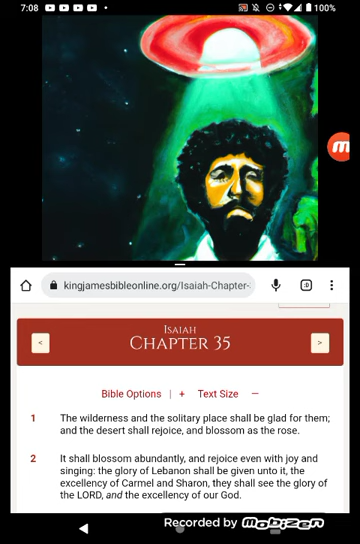 7:08
100%
m
kingjamesbibleonline.org/Isaiah-Chapter-
:D
ISAIAH
CHAPTER 35
<
>
Bible Options | + Text Size −
1 The wilderness and the solitary place shall be glad for them;
and the desert shall rejoice, and blossom as the rose.
2 It shall blossom abundantly, and rejoice even with joy and
singing: the glory of Lebanon shall be given unto it, the
excellency of Carmel and Sharon, they shall see the glory of
the LORD, and the excellency of our God.
Recorded by mobizen